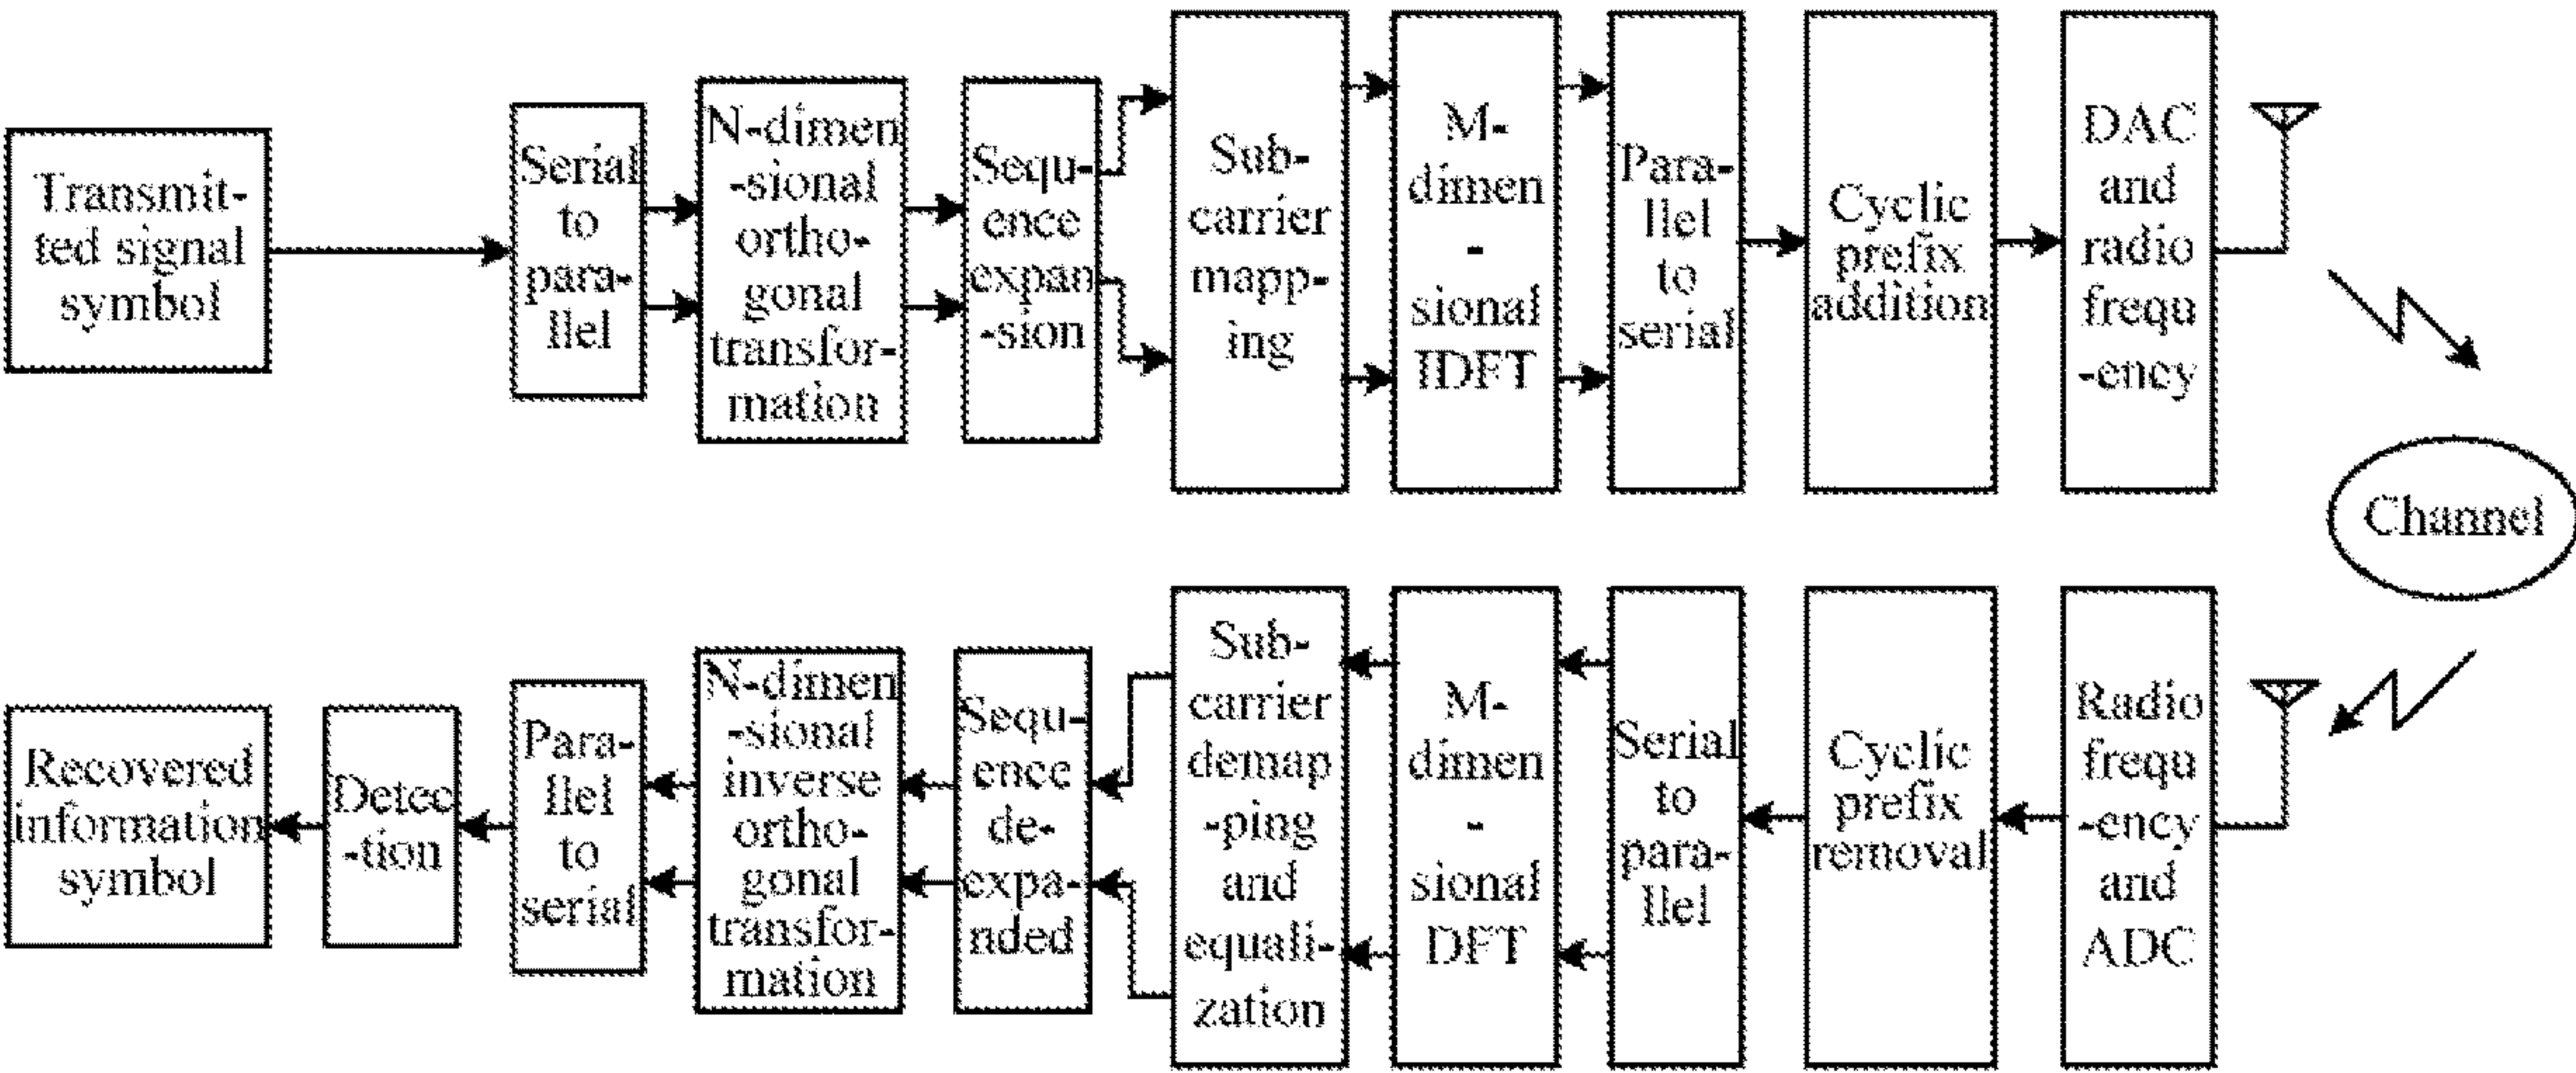 Transmit-
ted signal
symbol
Serial
to
para-
llel
N-dimen
-sional
ortho-
gonal
transfor-
mation
Sequ-
ence
expan
-sion
Sub-
carrier
mapp-
ing
M-
dimen
-
sional
IDFT
Para-
llel
to
serial
Cyclic
prefix
addition
DAC
and
radio
frequ
-ency
Channel
Recovered
information
symbol
Detec
-tion
Para-
llel
to
serial
N-dimen
-sional
inverse
ortho-
gonal
transfor-
mation
Sequ-
ence
de-
expa-
nded
Sub-
carrier
demap
-ping
and
equali-
zation
M-
dimen
-
sional
DFT
Serial
to
para-
llel
Cyclic
prefix
removal
Radio
frequ
-ency
and
ADC